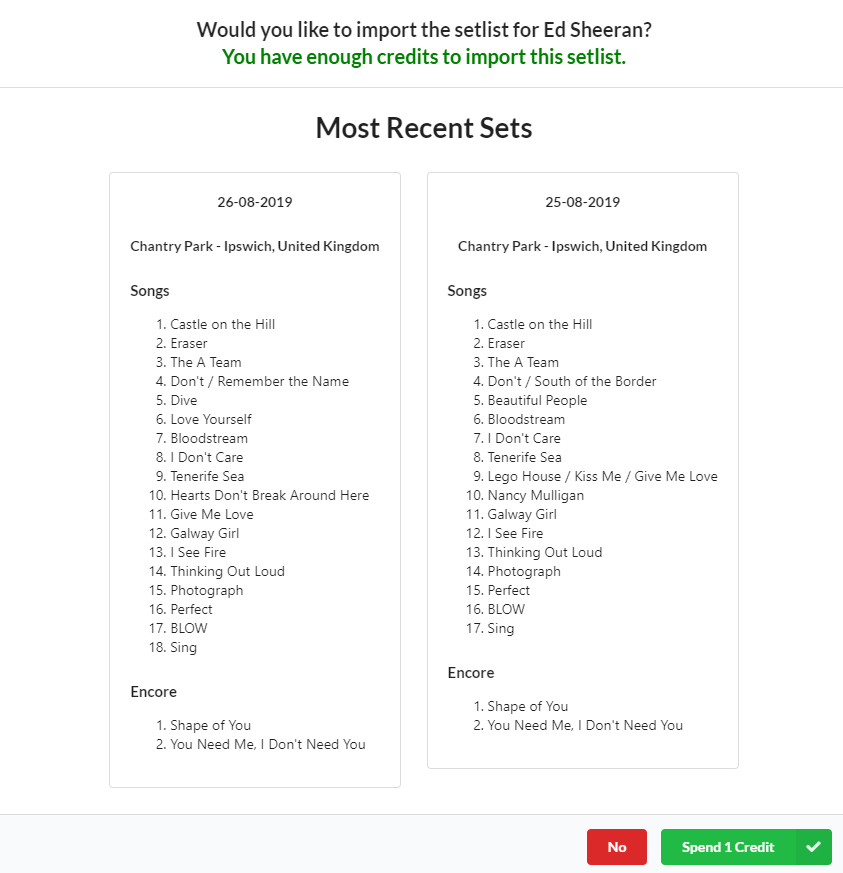 Would you like to import the setlist for Ed Sheeran?
You have enough credits to import this setlist.
Most Recent Sets
26-08-2019
Chantry Park - Ipswich, United Kingdom
Songs
1. Castle on the Hill
2. Eraser
3. The A Team
4. Don't / Remember the Name
5. Dive
6. Love Yourself
7. Bloodstream
8. I Don't Care
9. Tenerife Sea
10. Hearts Don't Break Around Here
11. Give Me Love
12. Galway Girl
13. I See Fire
14. Thinking Out Loud
15. Photograph
16. Perfect
17. BLOW
18. Sing
Encore
1. Shape of You
2. You Need Me, I Don't Need You
25-08-2019
Chantry Park - Ipswich, United Kingdom
Songs
1. Castle on the Hill
2. Eraser
3. The A Team
4. Don't / South of the Border
5. Beautiful People
6. Bloodstream
7. I Don't Care
8. Tenerife Sea
9. Lego House / Kiss Me / Give Me Love
10. Nancy Mulligan
11. Galway Girl
12. I See Fire
13. Thinking Out Loud
14. Photograph
15. Perfect
16. BLOW
17. Sing
Encore
1. Shape of You
2. You Need Me, I Don't Need You
No
Spend 1 Credit